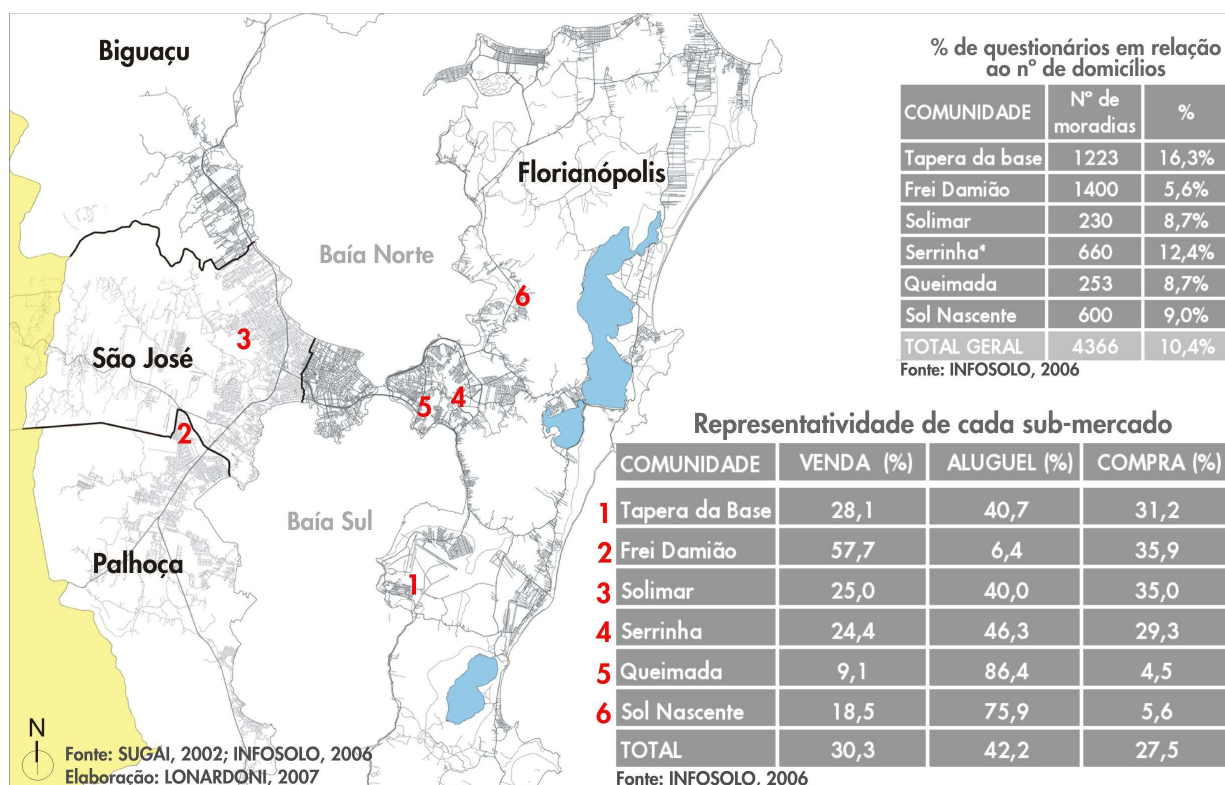 Biguaçu
Florianópolis
Baía Norte
6
3
São José
5 4
2
Baía Sul
Palhoça
1
N
Fonte: SUGAI, 2002; INFOSOLO, 2006
Elaboração: LONARDONI, 2007
% de questionários em relação
ao nº de domicílios
COMUNIDADE Nº de moradias %
Tapera da base 1223 16,3%
Frei Damião 1400 5,6%
Solimar 230 8,7%
Serrinha* 660 12,4%
Queimada 253 8,7%
Sol Nascente 600 9,0%
TOTAL GERAL 4366 10,4%
Fonte: INFOSOLO, 2006
Representatividade de cada sub-mercado
COMUNIDADE VENDA (%) ALUGUEL (%) COMPRA (%)
1 Tapera da Base 28,1 40,7 31,2
2 Frei Damião 57,7 6,4 35,9
3 Solimar 25,0 40,0 35,0
4 Serrinha 24,4 46,3 29,3
5 Queimada 9,1 86,4 4,5
6 Sol Nascente 18,5 75,9 5,6
TOTAL 30,3 42,2 27,5
Fonte: INFOSOLO, 2006